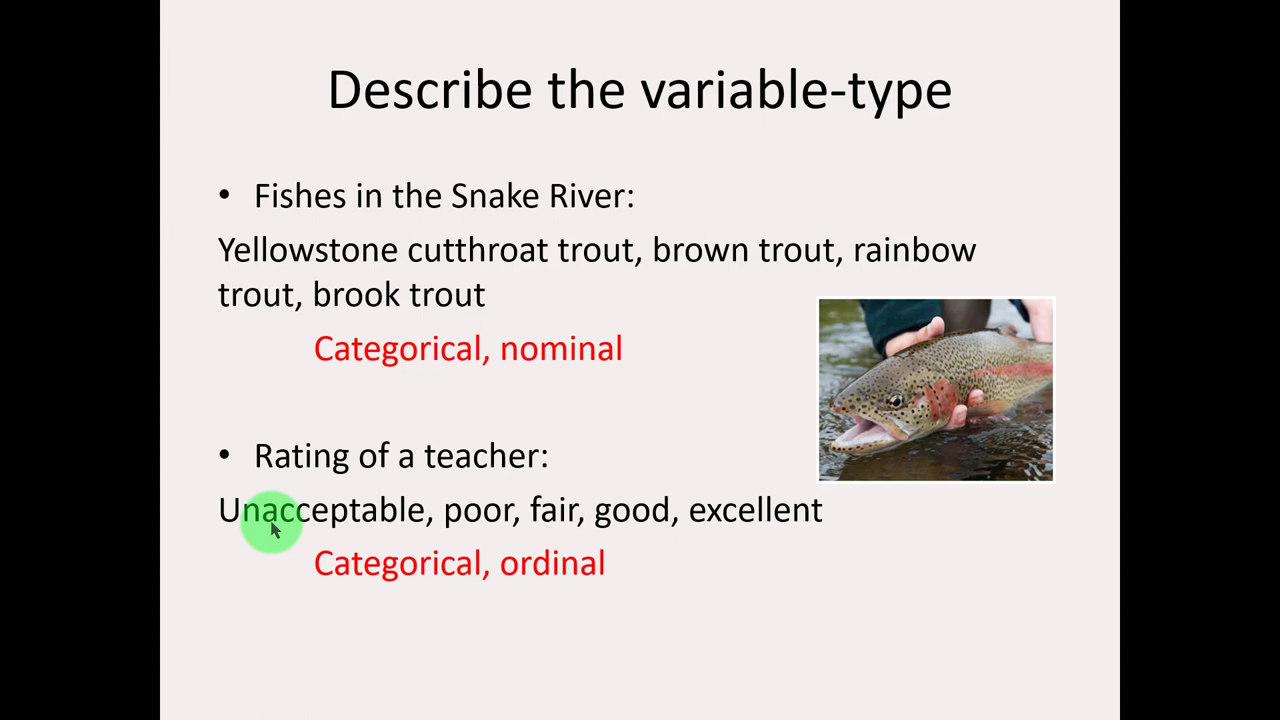 Describe the variable-type
• Fishes in the Snake River:
Yellowstone cutthroat trout, brown trout, rainbow
trout, brook trout
Categorical, nominal
• Rating of a teacher:
Unacceptable, poor, fair, good, excellent
Categorical, ordinal